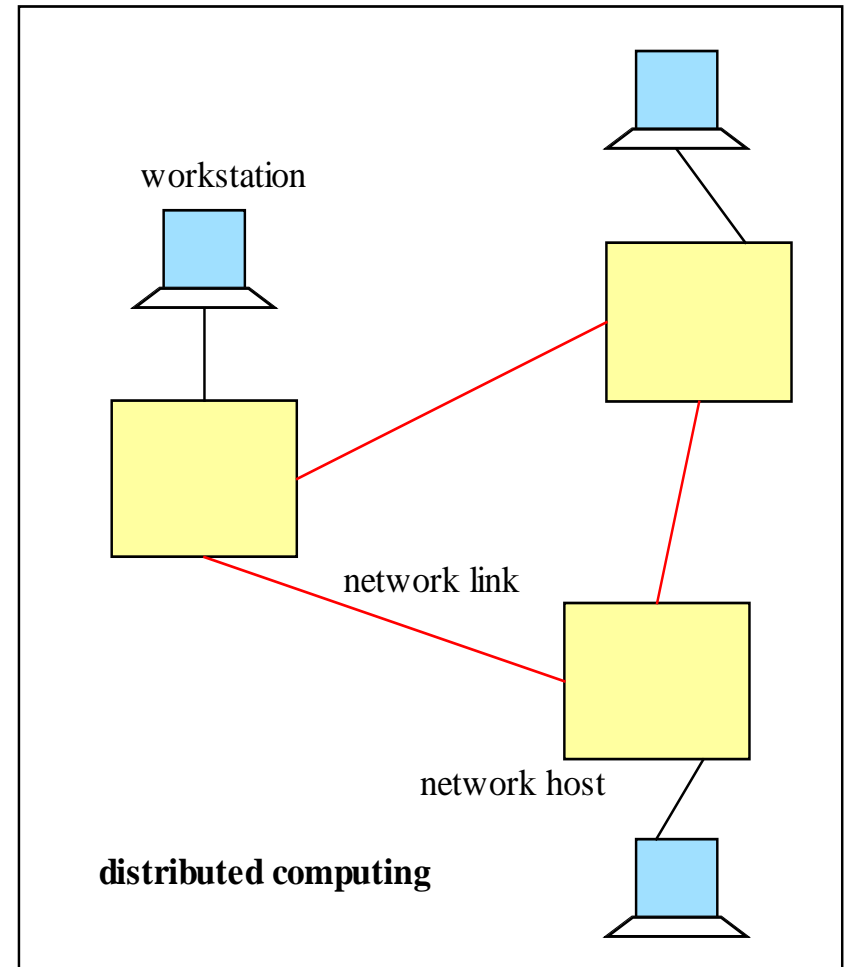 workstation
network link
network host
distributed computing